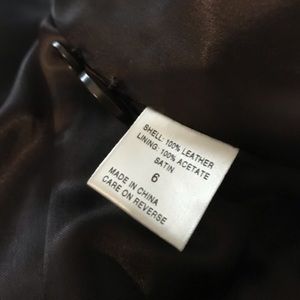 SHELL: 100% LEATHER
LINING: 100% ACETATE
SATIN
6
MADE IN CHINA
CARE ON REVERSE